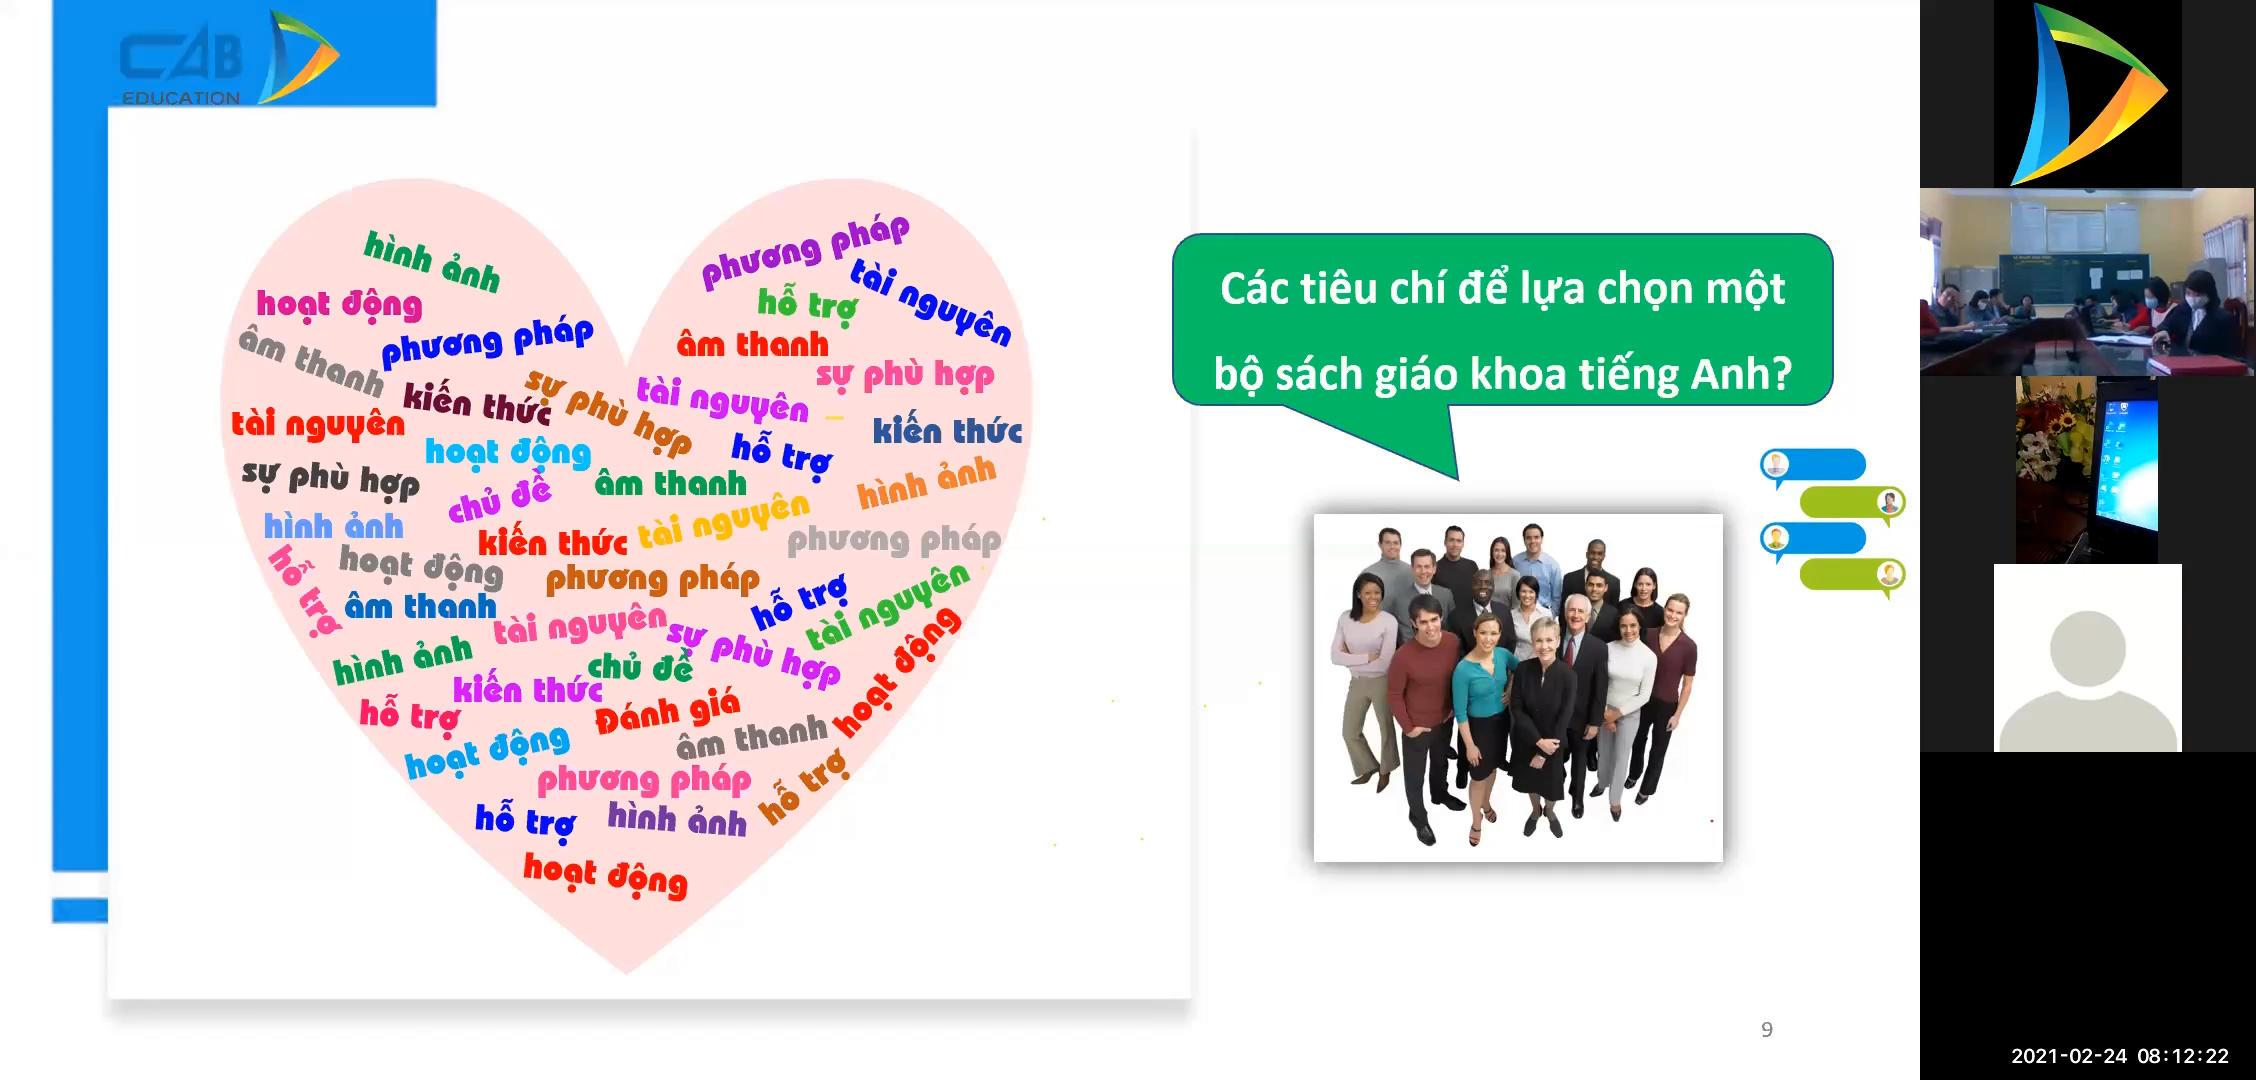 CAB
EDUCATION
hình ảnh
phương pháp
hoạt động
hỗ trợ
tài nguyên
âm thanh
phương pháp
âm thanh
sự phù hợp
kiến thức
sự phù hợp
tài nguyên
tài nguyên
hoạt động
hỗ trợ
kiến thức
sự phù hợp
chủ đề
âm thanh
hình ảnh
hình ảnh
kiến thức
tài nguyên
phương pháp
hỗ trợ
hoạt động
phương pháp
hỗ trợ
tài nguyên
âm thanh
tài nguyên
sự phù hợp
hoạt động
hình ảnh
chủ đề
kiến thức
hỗ trợ
Đánh giá
âm thanh
hoạt động
phương pháp
hỗ trợ
hỗ trợ
hình ảnh
hoạt động
Các tiêu chí để lựa chọn một
bộ sách giáo khoa tiếng Anh?
9
2021-02-24 08:12:22